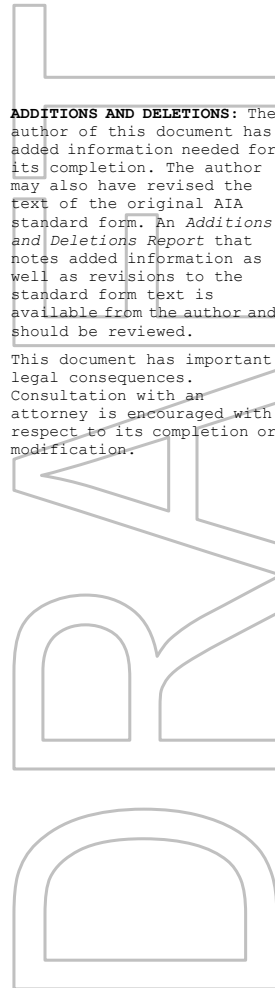 ADDITIONS AND DELETIONS: The
author of this document has
added information needed for
its completion. The author
may also have revised the
text of the original AIA
standard form. An Additions
and Deletions Report that
notes added information as
well as revisions to the
standard form text is
available from the author and
should be reviewed.
This document has important
legal consequences.
Consultation with an
attorney is encouraged with
respect to its completion or
modification.
DRAFT